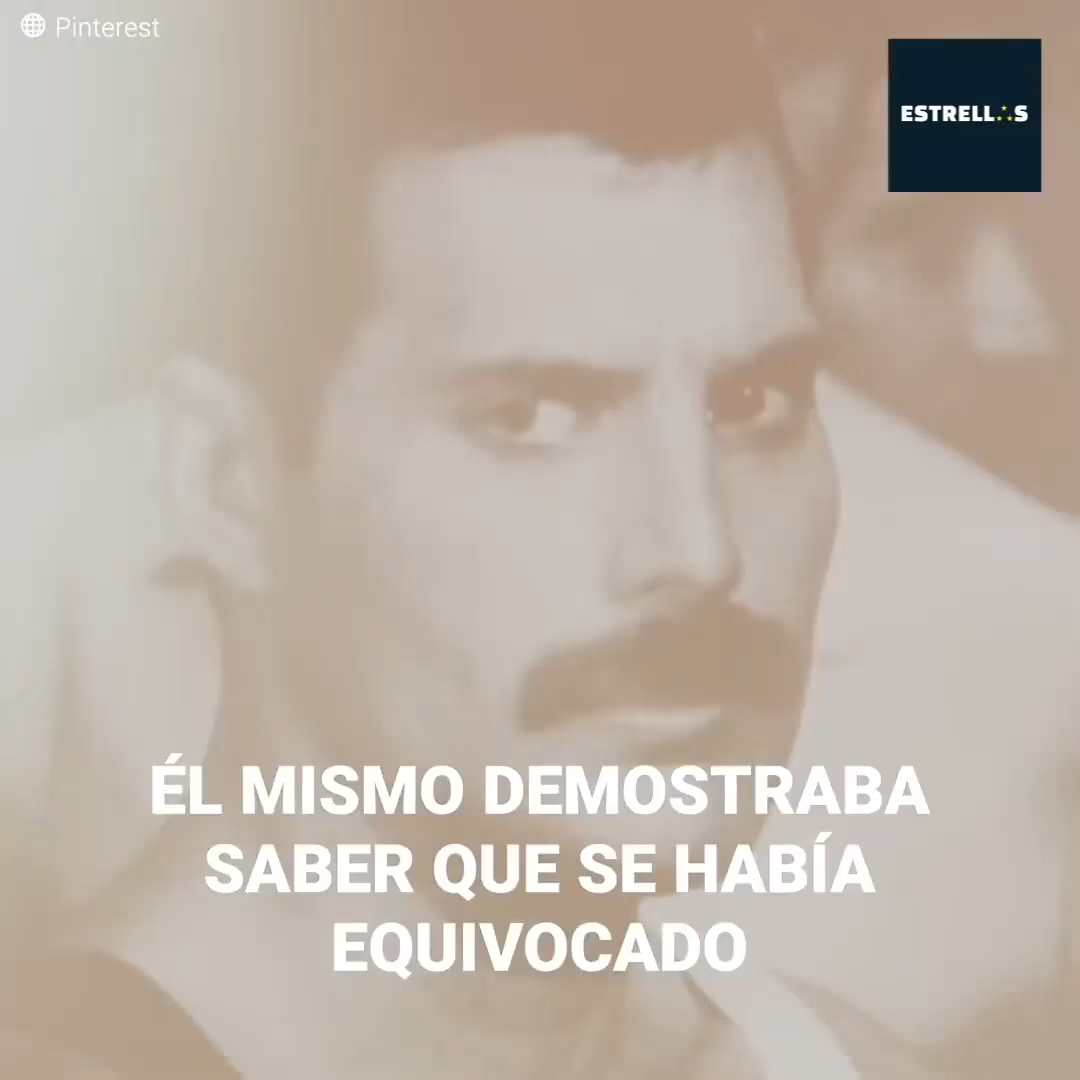 Pinterest
ESTRELLAS
ÉL MISMO DEMOSTRABA
SABER QUE SE HABÍA
EQUIVOCADO